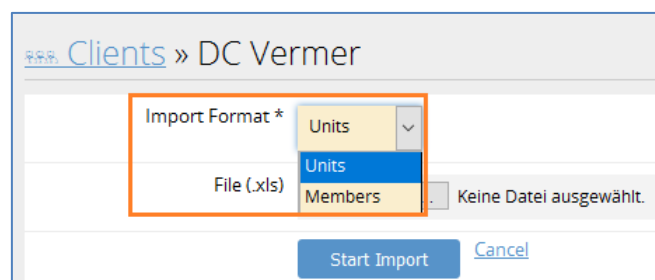 Clients » DC Vermer
Import Format *
Units
Units
Members
File (.xls)
. Keine Datei ausgewählt.
Start Import
Cancel